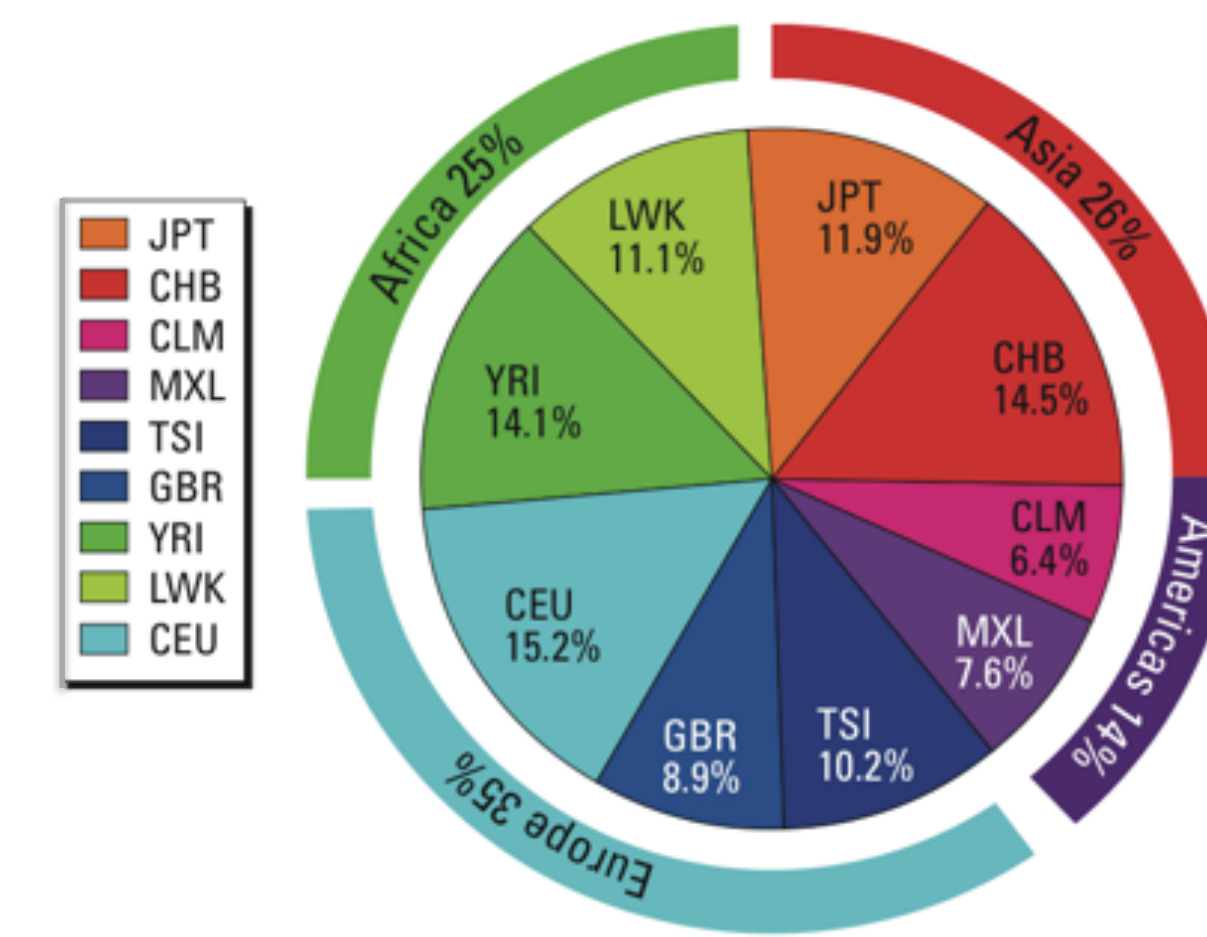 JPT
CHB
CLM
MXL
TSI
GBR
YRI
LWK
CEU
Africa 25%
Asia 26%
Americas 14%
Europe 35%
LWK
11.1%
JPT
11.9%
YRI
14.1%
CHB
14.5%
CLM
6.4%
CEU
15.2%
MXL
7.6%
GBR
8.9%
TSI
10.2%